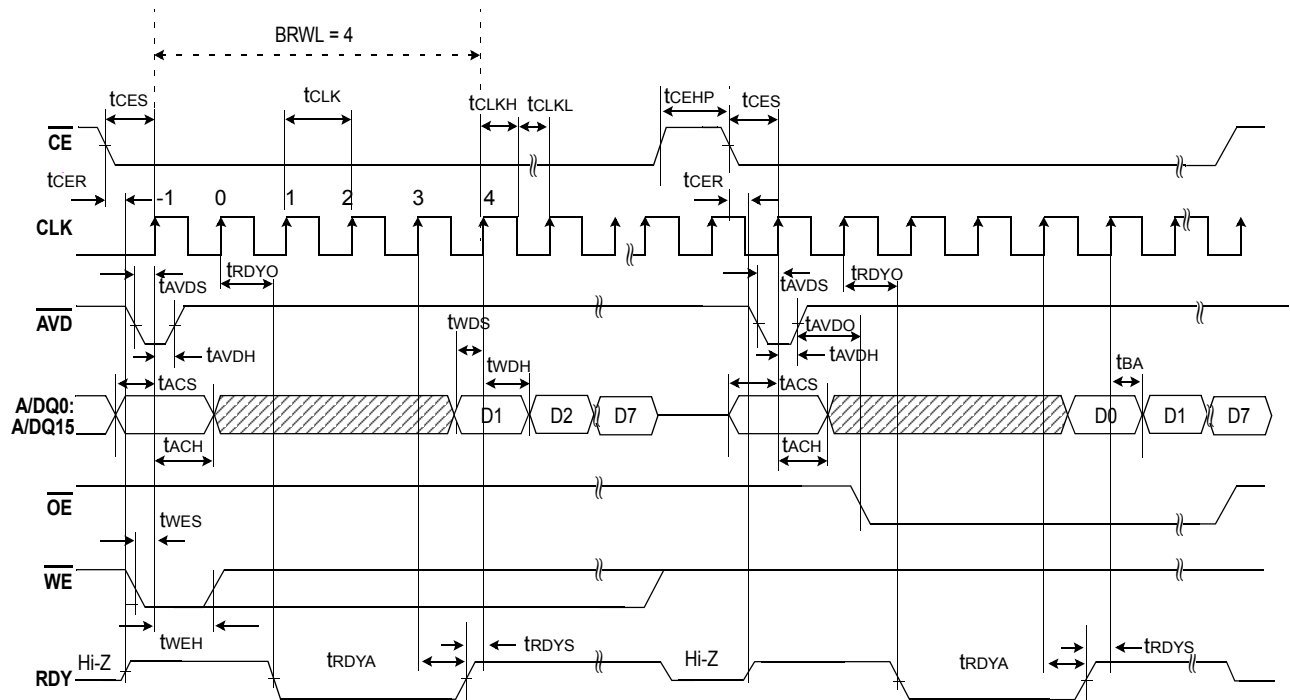 BRWL = 4
tCES
tCLK
tCLKH
tCLKL
tCEHP
tCES
CE
tCER
-1
0
1
2
3
4
tCER
CLK
tRDYO
tAVDS
tRDYO
AVD
tWDS
tAVDO
tAVDH
tWDH
tAVDH
tACS
tACS
tBA
A/DQ0:
A/DQ15
D1
D2
D7
D0
D1
D7
tACH
tACH
OE
tWES
WE
tWEH
Hi-Z
tRDYA
tRDYS
Hi-Z
tRDYA
tRDYS
RDY